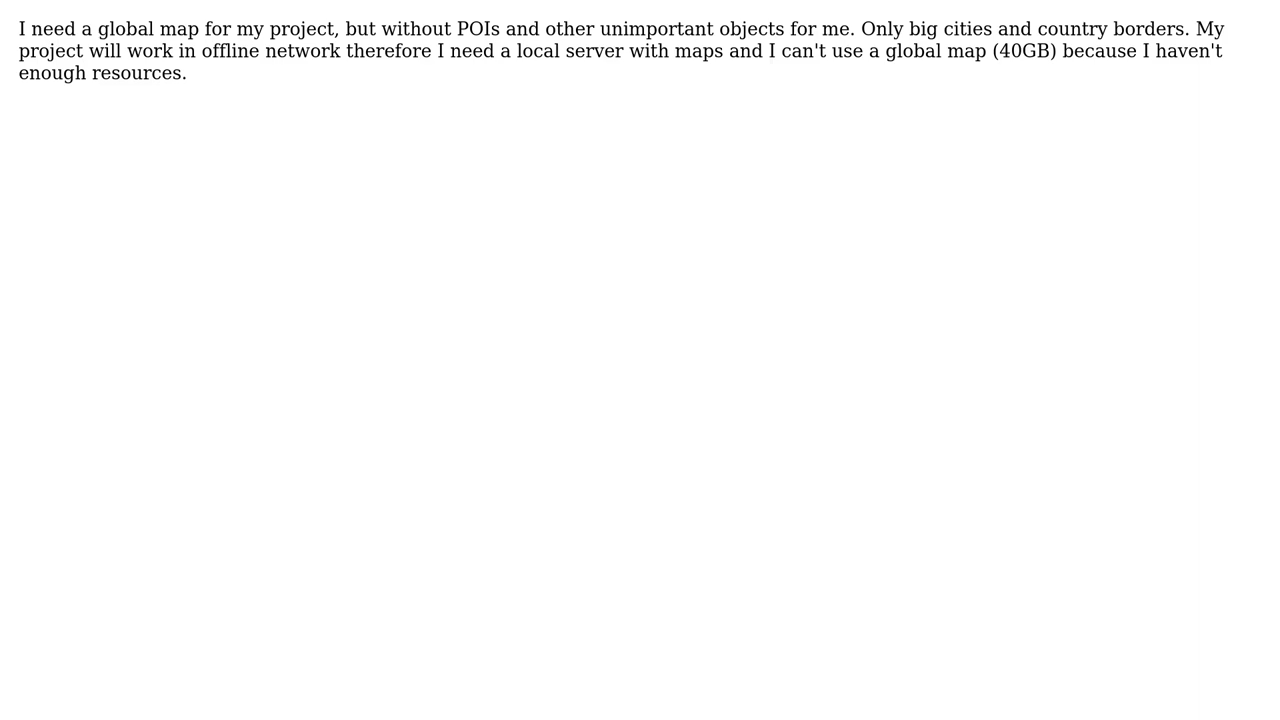 I need a global map for my project, but without POIs and other unimportant objects for me. Only big cities and country borders. My
project will work in offline network therefore I need a local server with maps and I can't use a global map (40GB) because I haven't
enough resources.